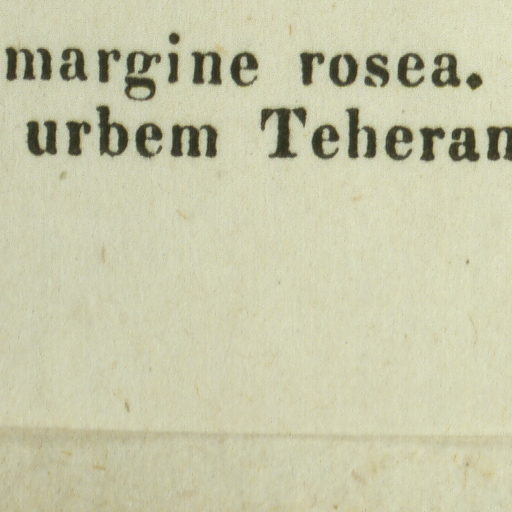 margine rosea.
urbem Teheran